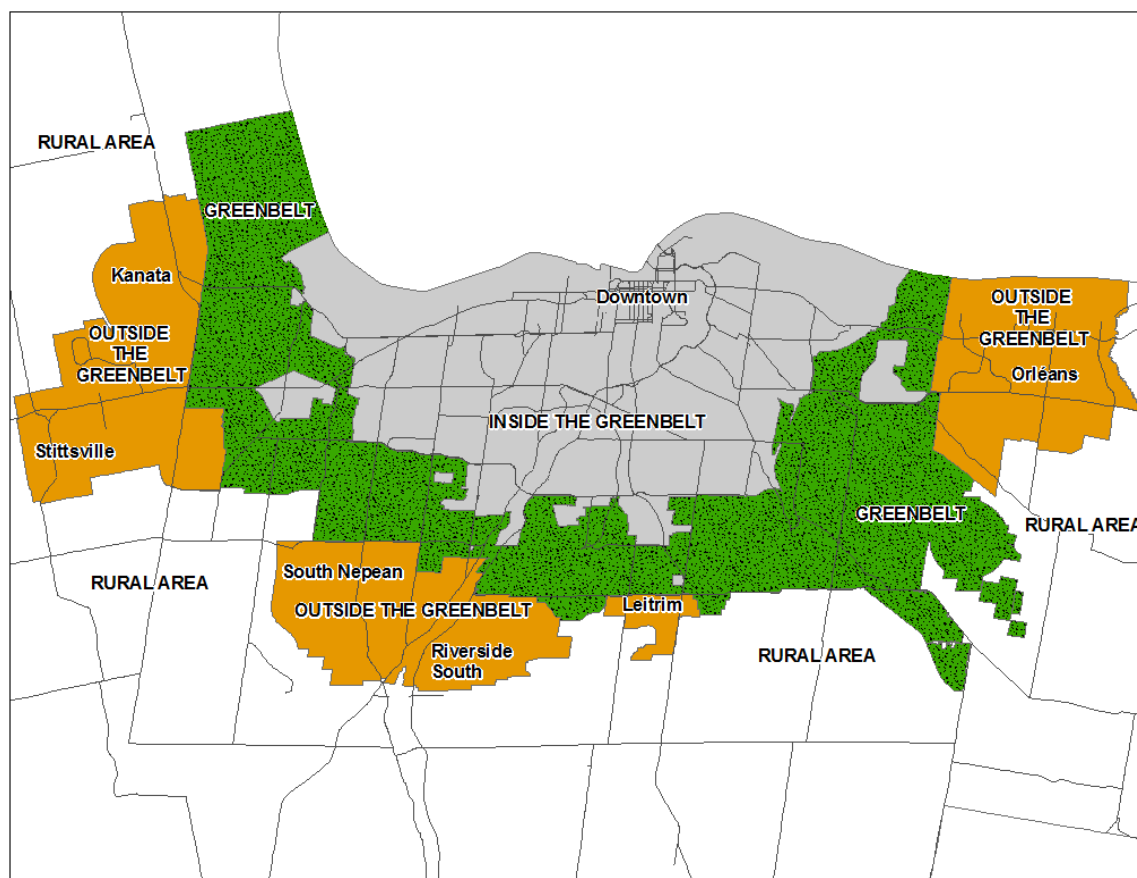 RURAL AREA
GREENBELT
Kanata
OUTSIDE
THE
GREENBELT
Stittsville
Downtown
INSIDE THE GREENBELT
OUTSIDE
THE
GREENBELT
Orléans
GREENBELT
RURAL AREA
RURAL AREA
South Nepean
OUTSIDE THE GREENBELT
Riverside
South
Leitrim
RURAL AREA